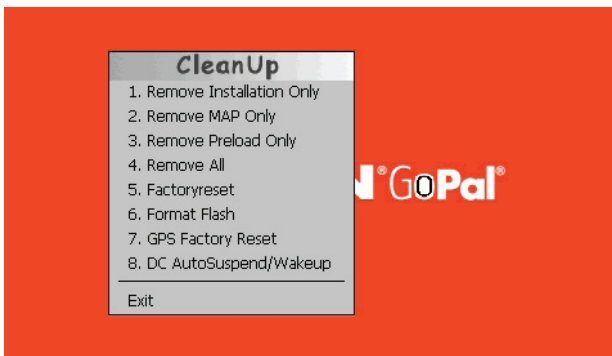 CleanUp
1. Remove Installation Only
2. Remove MAP Only
3. Remove Preload Only
4. Remove All
5. Factoryreset
6. Format Flash
7. GPS Factory Reset
8. DC AutoSuspend/Wakeup
Exit
N® GoPal®